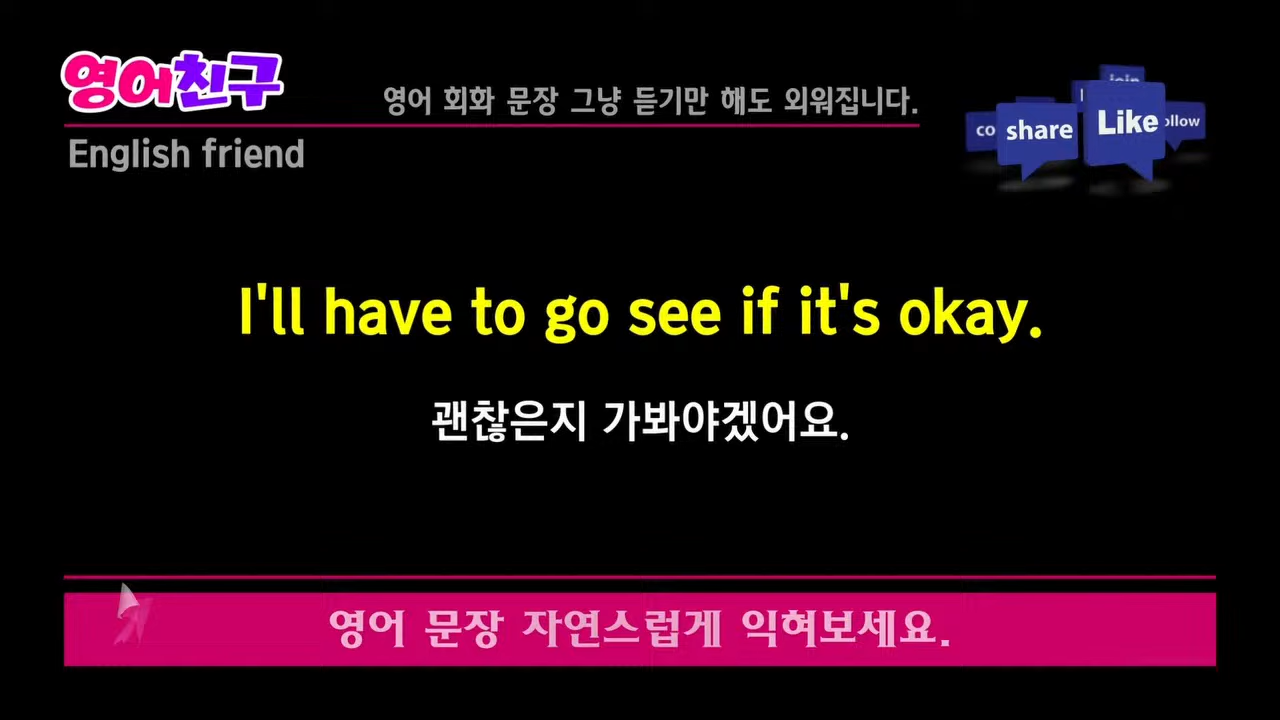 영어친구
영어 회화 문장 그냥 듣기만 해도 외워집니다.
English friend
join
share
Like
I'll have to go see if it's okay.
괜찮은지 가봐야겠어요.
영어 문장 자연스럽게 익혀보세요.